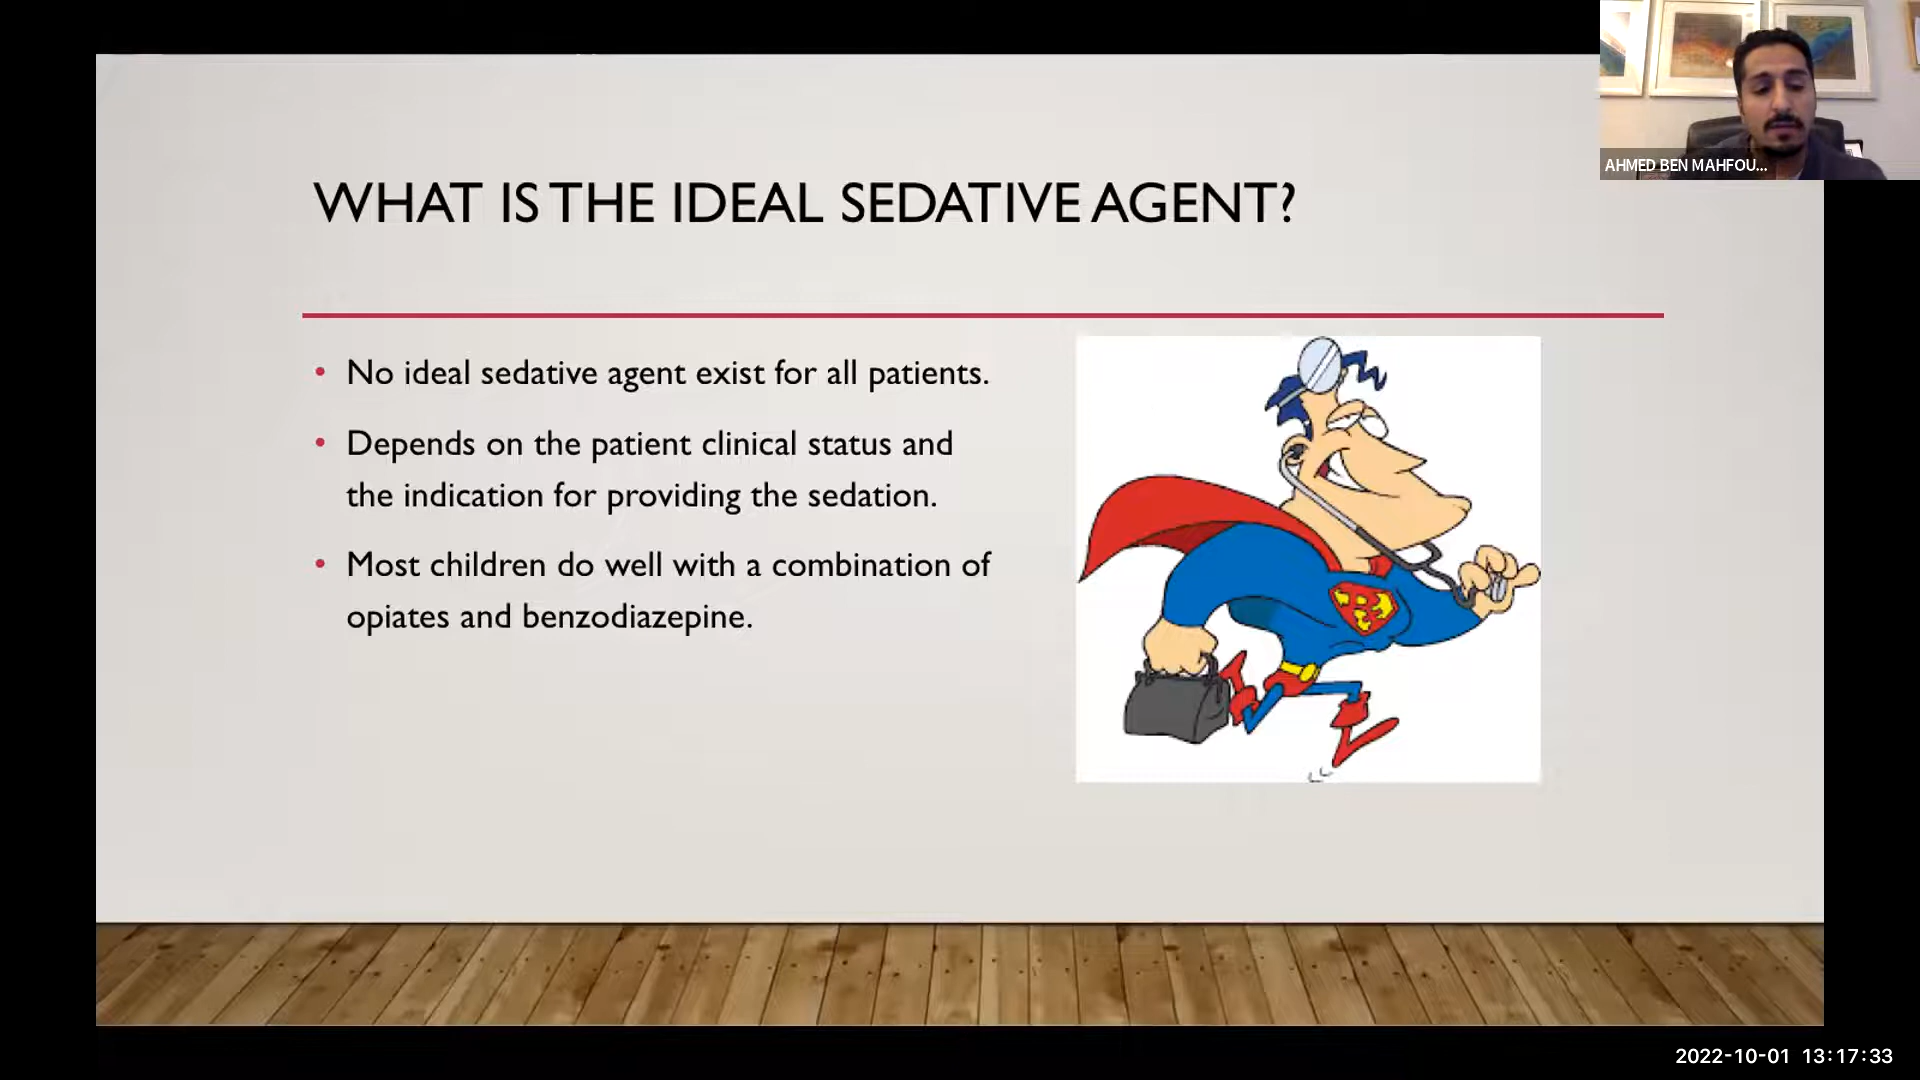 AHMED BEN MAHFOU...
WHAT IS THE IDEAL SEDATIVE AGENT?
• No ideal sedative agent exist for all patients.
• Depends on the patient clinical status and
the indication for providing the sedation.
• Most children do well with a combination of
opiates and benzodiazepine.
2022-10-01 13:17:33